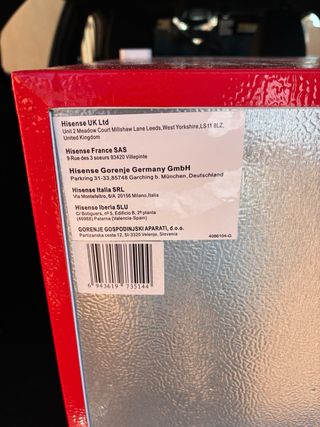 Hisense UK Ltd
Unit 2 Meadow Court Millshaw Lane Leeds,West Yorkshire,LS11 8LZ,
United Kingdom
Hisense France SAS
9 Rue des 3 soeurs 93420 Villepinte
Hisense Gorenje Germany GmbH
Parkring 31-33,85748 Garching b. München, Deutschland
Hisense Italia SRL
Via Montefeltro, 6/A 20156 Milano,Italia
Hisense Iberia SLU
C/ Botiguers, nº 5, Edificio B, 2ª planta
(46988) Paterna (Valencia-Spain)
GORENJE GOSPODINJSKI APARATI, d.o.o.
Partizanska cesta 12, SI-3320 Velenje, Slovenia
4066104-G
6 943619 735144